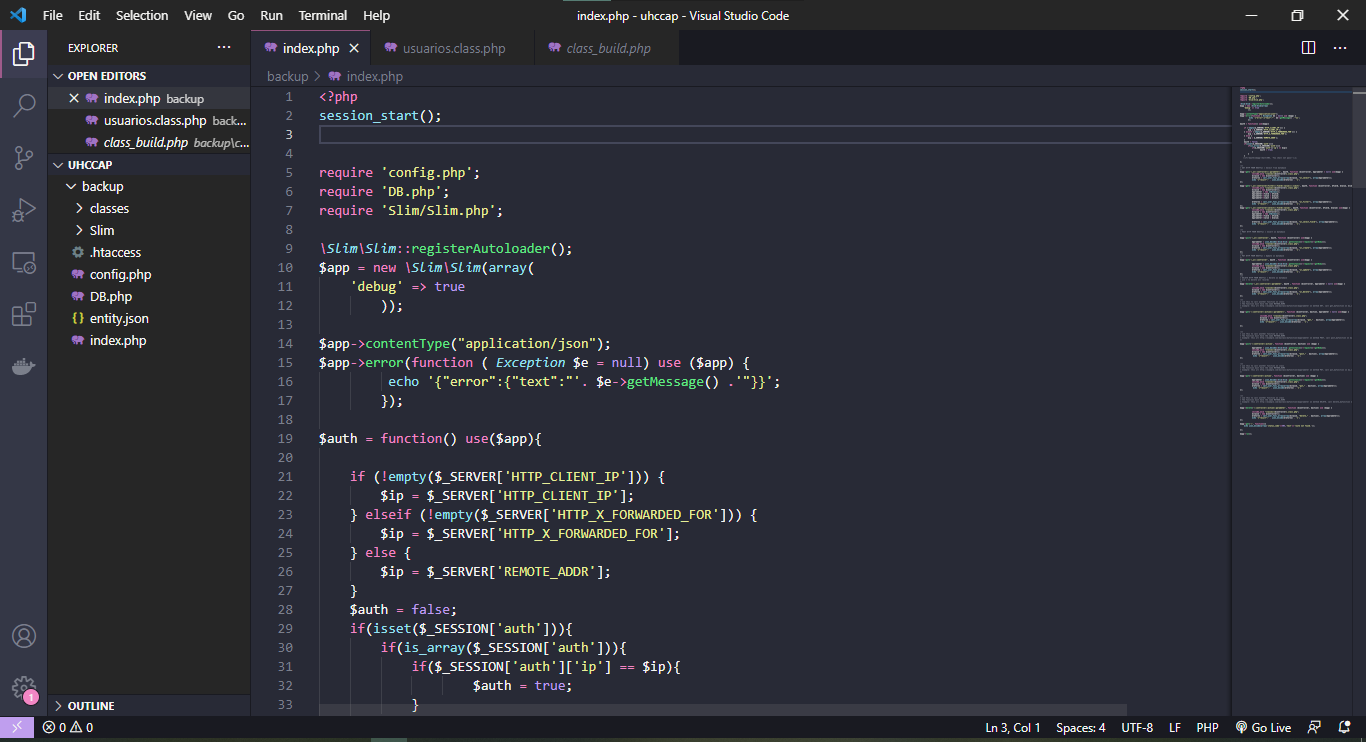 File Edit Selection View Go Run Terminal Help
index.php - uhccap - Visual Studio Code
EXPLORER
OPEN EDITORS
index.php backup
usuarios.class.php back...
class_build.php backup\c...
UHCCAP
backup
classes
Slim
.htaccess
config.php
DB.php
entity.json
index.php
OUTLINE
1
index.php usuarios.class.php class_build.php
backup > index.php
1 <?php
2 session_start();
3
4
5 require 'config.php';
6 require 'DB.php';
7 require 'Slim/Slim.php';
8
9 \Slim\Slim::registerAutoloader();
10 $app = new \Slim\Slim(array(
11 'debug' => true
12 ));
13
14 $app->contentType("application/json");
15 $app->error(function ( Exception $e = null) use ($app) {
16 echo '{"error":{"text":"'. $e->getMessage() .'"}}';
17 });
18
19 $auth = function() use($app){
20
21 if (!empty($_SERVER['HTTP_CLIENT_IP'])) {
22 $ip = $_SERVER['HTTP_CLIENT_IP'];
23 } elseif (!empty($_SERVER['HTTP_X_FORWARDED_FOR'])) {
24 $ip = $_SERVER['HTTP_X_FORWARDED_FOR'];
25 } else {
26 $ip = $_SERVER['REMOTE_ADDR'];
27 }
28 $auth = false;
29 if(isset($_SESSION['auth'])){
30 if(is_array($_SESSION['auth'])){
31 if($_SESSION['auth']['ip'] == $ip){
32 $auth = true;
33 }
0 0
Ln 3, Col 1 Spaces: 4 UTF-8 LF PHP Go Live